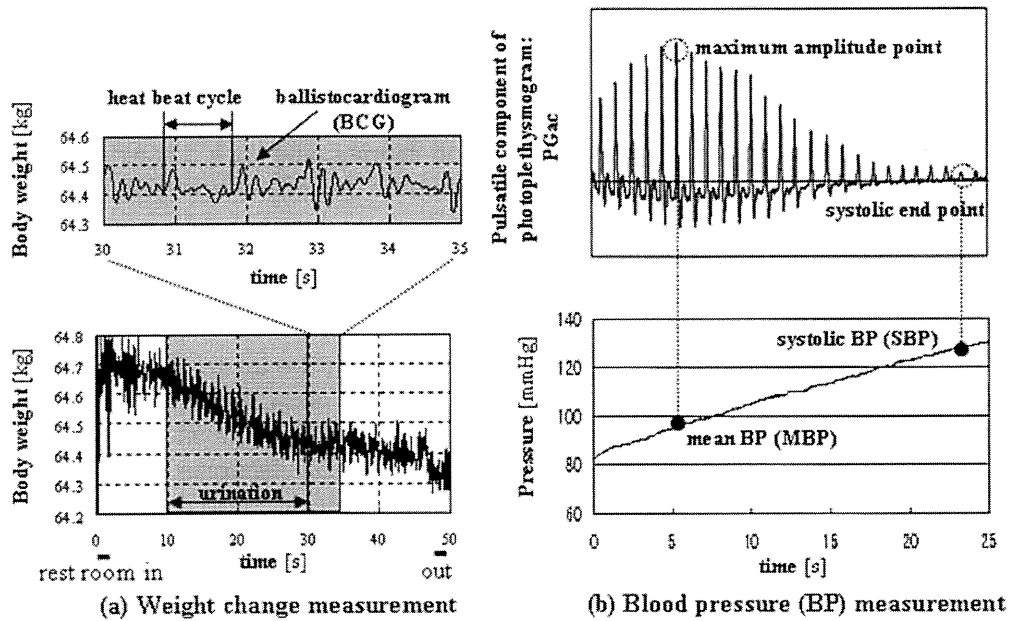 heat beat cycle
ballistocardiogram
(BCG)
Body weight [kg]
64.6
64.5
64.4
64.3
30 31 32 33 34 35
time [s]
Body weight [kg]
64.8
64.7
64.6
64.5
64.4
64.3
64.2
urination
0 10 20 30 40 50
time [s]
rest room in
out
(a) Weight change measurement
Pulsatile component of
photoplethysmogram:
PGac
maximum amplitude point
systolic end point
Pressure [mmHg]
140
120
100
80
60
systolic BP (SBP)
mean BP (MBP)
0 5 10 15 20 25
time [s]
(b) Blood pressure (BP) measurement